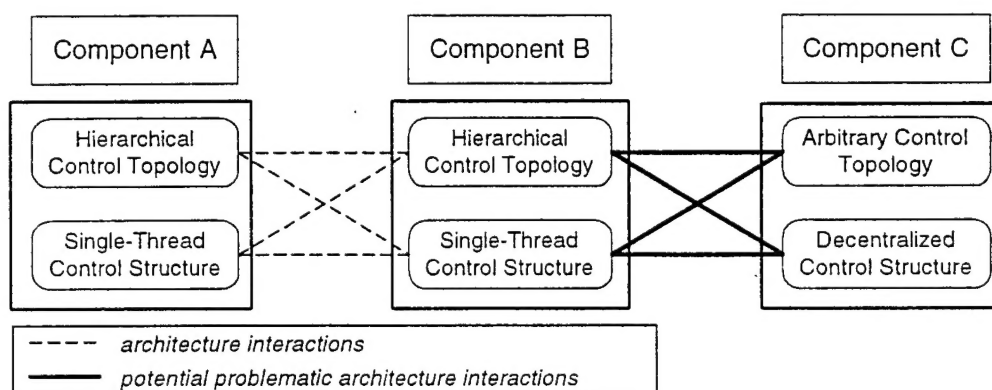 Component A
Component B
Component C
Hierarchical
Control Topology
Hierarchical
Control Topology
Arbitrary Control
Topology
Single-Thread
Control Structure
Single-Thread
Control Structure
Decentralized
Control Structure
architecture interactions
potential problematic architecture interactions